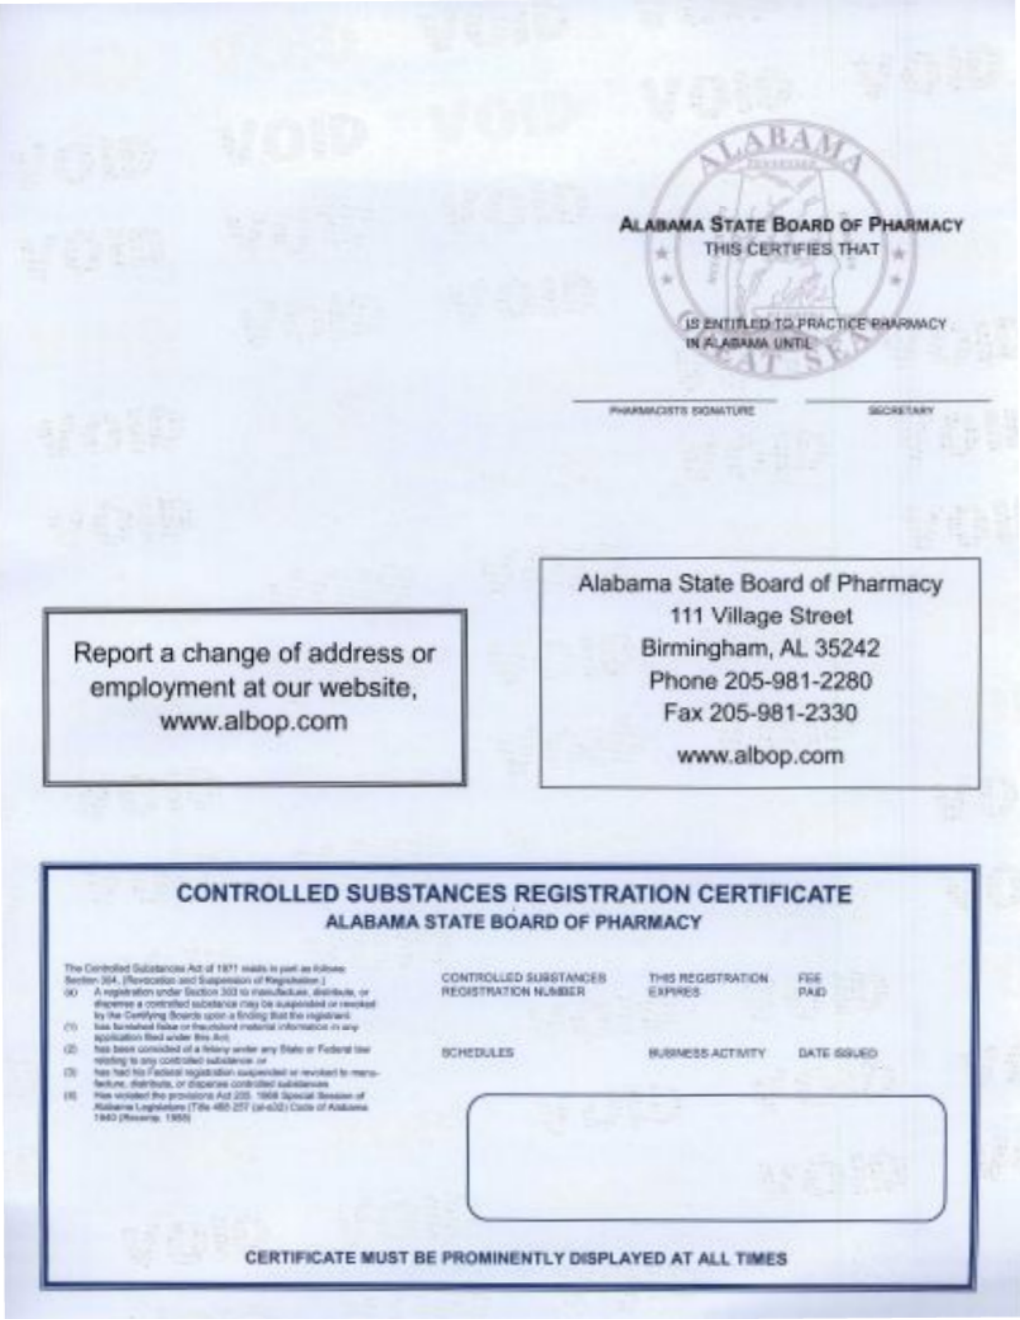 VOID VOID VOID VOID VOID
ALABAMA
TENNESSEE
ALABAMA STATE BOARD OF PHARMACY
THIS CERTIFIES THAT
IS ENTITLED TO PRACTICE PHARMACY
IN ALABAMA UNTIL
GREAT SEAL
PHARMACISTS SIGNATURE
SECRETARY
Alabama State Board of Pharmacy
111 Village Street
Birmingham, AL 35242
Phone 205-981-2280
Fax 205-981-2330
www.albop.com
Report a change of address or
employment at our website,
www.albop.com
CONTROLLED SUBSTANCES REGISTRATION CERTIFICATE
ALABAMA STATE BOARD OF PHARMACY
The Controlled Substances Act of 1971 reads in part as follows:
Section 304. (Revocation and Suspension of Registration.)
(a) A registration under Section 303 to manufacture, distribute, or
dispense a controlled substance may be suspended or revoked
by the Certifying Boards upon a finding that the registrant:
(1) has furnished false or fraudulent material information in any
application filed under this Act;
(2) has been convicted of a felony under any State or Federal law
relating to any controlled substance; or
(3) has had his Federal registration suspended or revoked to manu-
facture, distribute, or dispense controlled substances
Has violated the provisions Act 205, 1968 Special Session of
Alabama Legislature (Title Code of Alabama
1940
CONTROLLED SUBSTANCES
REGISTRATION NUMBER
THIS REGISTRATION
EXPIRES
FEE
PAID
SCHEDULES
BUSINESS ACTIVITY
DATE ISSUED
CERTIFICATE MUST BE PROMINENTLY DISPLAYED AT ALL TIMES